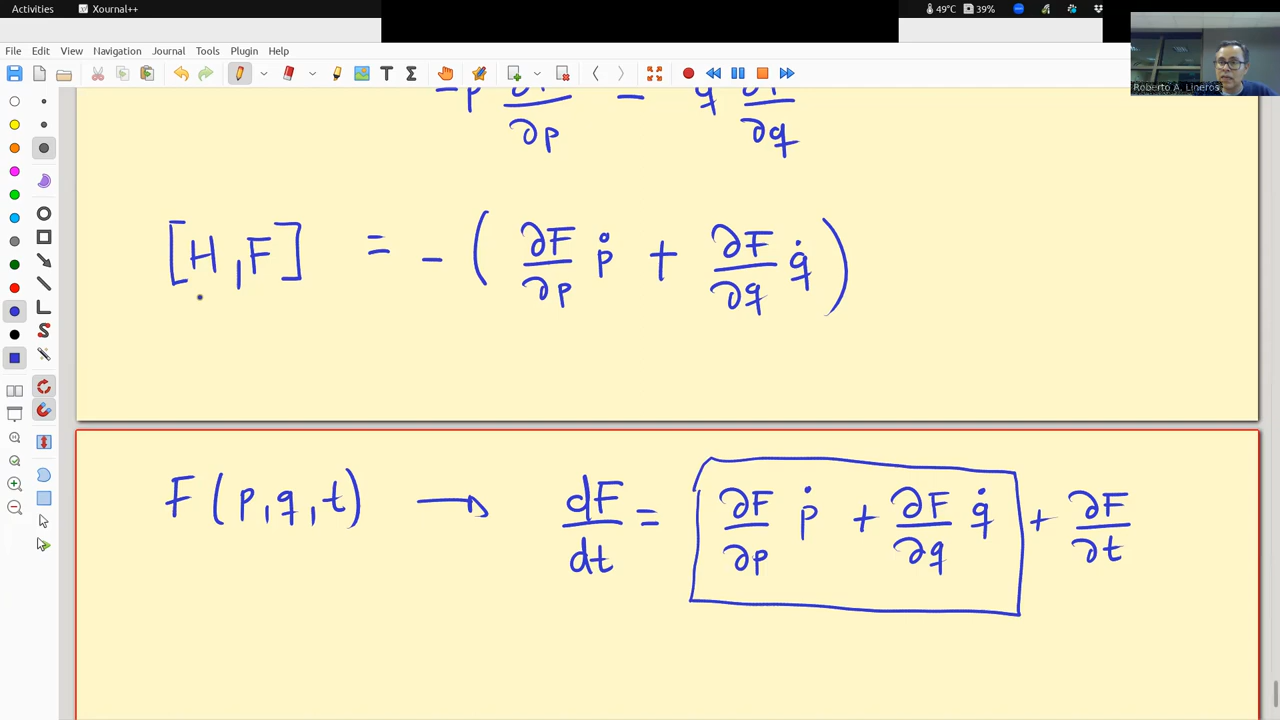 Activities Xournal++ 49°C 39%
File Edit View Navigation Journal Tools Plugin Help
Roberto A. Lineros
∂p ∂q
[H,F] = - ( ∂F/∂p ṗ + ∂F/∂q q̇ )
F(p,q,t) → dF/dt = ∂F/∂p ṗ + ∂F/∂q q̇ + ∂F/∂t